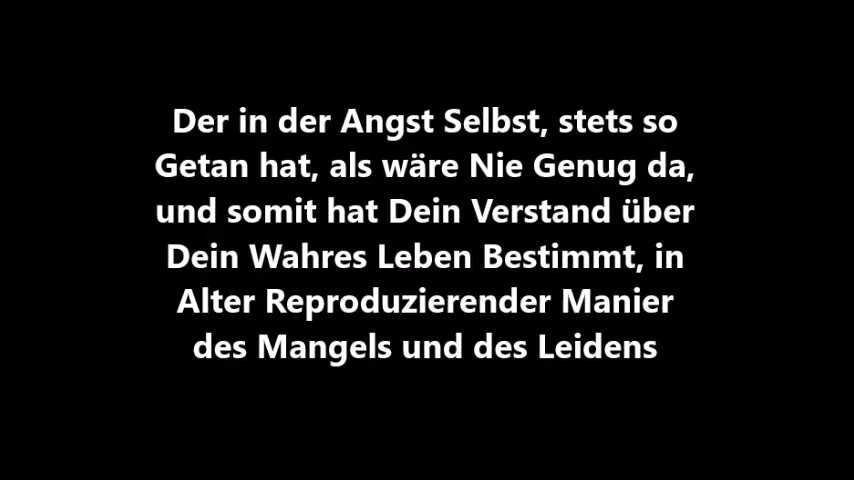 Der in der Angst Selbst, stets so
Getan hat, als wäre Nie Genug da,
und somit hat Dein Verstand über
Dein Wahres Leben Bestimmt, in
Alter Reproduzierender Manier
des Mangels und des Leidens